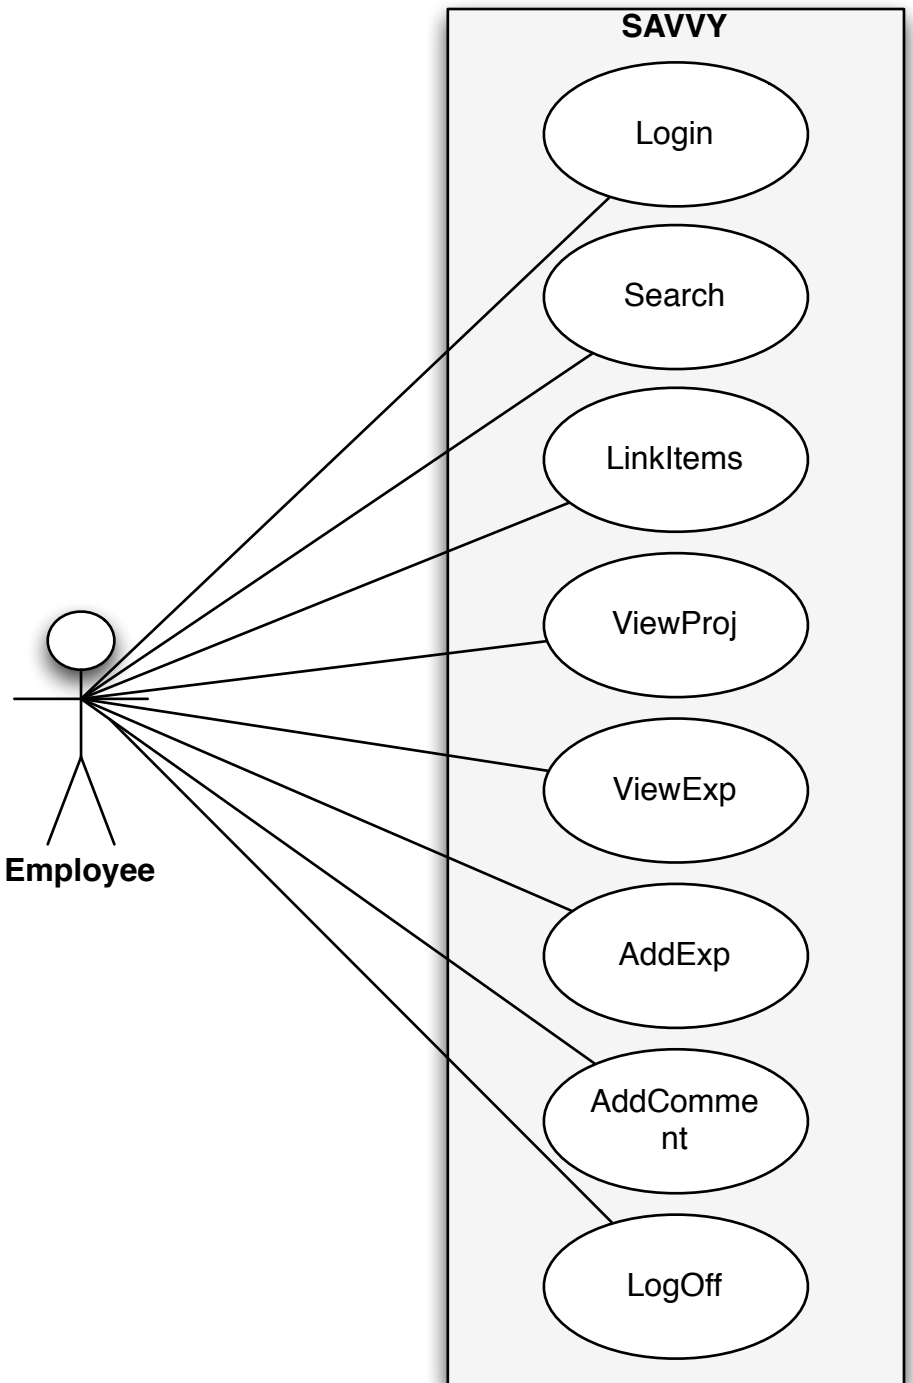 SAVVY
Login
Search
LinkItems
ViewProj
ViewExp
Employee
AddExp
AddComme
nt
LogOff